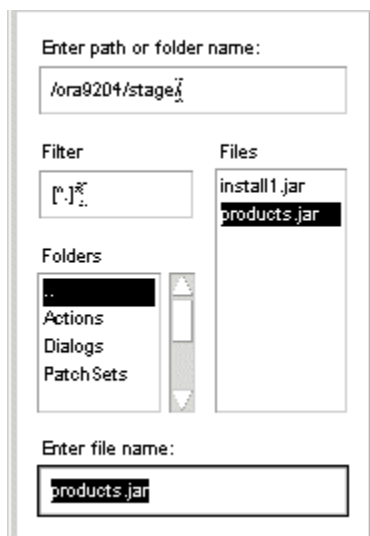 Enter path or folder name:
/ora9204/stage/
Filter
[^.]*
Files
install1.jar
products.jar
Folders
..
Actions
Dialogs
PatchSets
Enter file name:
products.jar